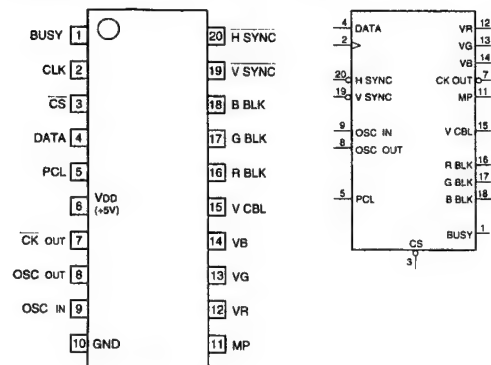 BUSY 1
CLK 2
CS 3
DATA 4
PCL 5
6 VDD
(+5V)
CK OUT 7
OSC OUT 8
OSC IN 9
10 GND
20 H SYNC
19 V SYNC
18 B BLK
17 G BLK
16 R BLK
15 V CBL
14 VB
13 VG
12 VR
11 MP
4 DATA VR 12
2 VG 13
VB 14
20 H SYNC CK OUT 7
19 V SYNC MP 11
9 OSC IN V CBL 15
8 OSC OUT
R BLK 16
G BLK 17
5 PCL B BLK 18
BUSY 1
CS
3